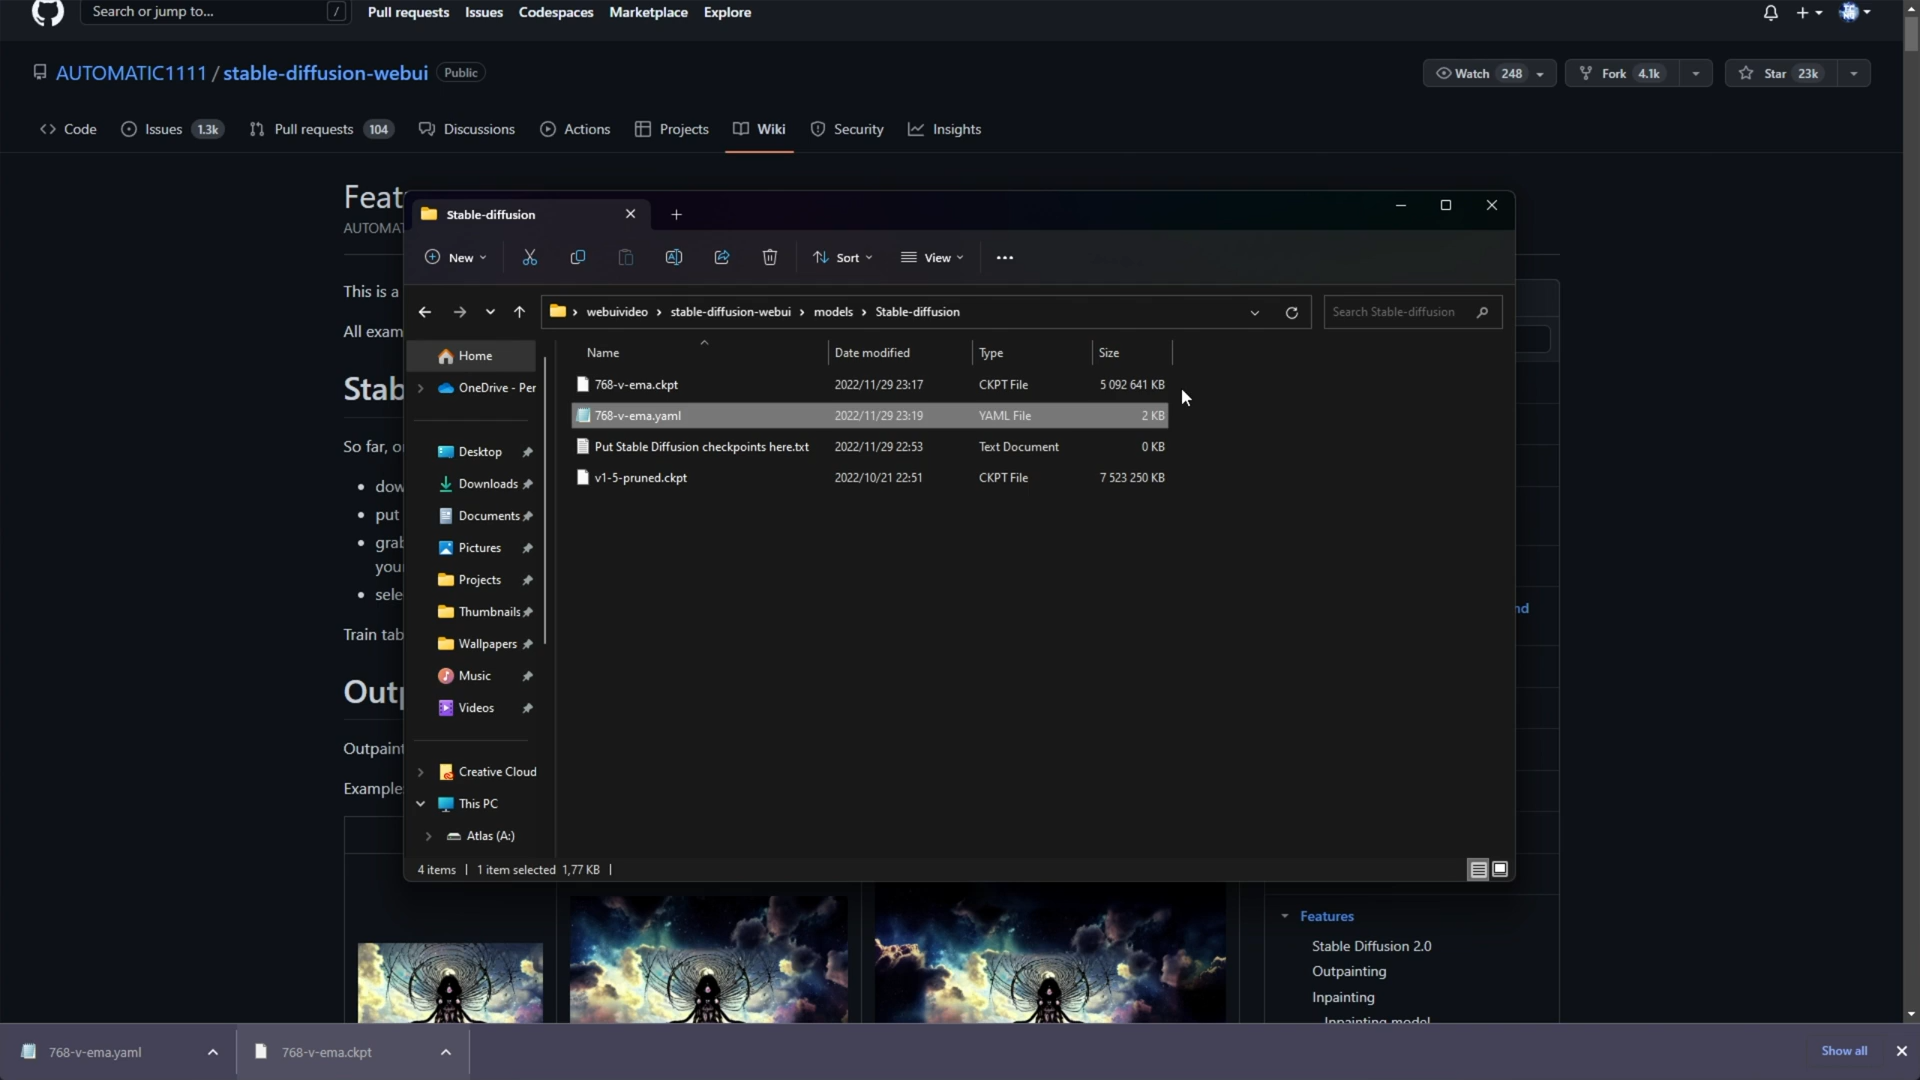 Search or jump to... /
Pull requests Issues Codespaces Marketplace Explore
AUTOMATIC1111 / stable-diffusion-webui Public
Watch 248 Fork 4.1k Star 23k
Code Issues 1.3k Pull requests 104 Discussions Actions Projects Wiki Security Insights
Feat
AUTOMA
Stable-diffusion
New Sort View
This is a
webuivideo › stable-diffusion-webui › models › Stable-diffusion
Search Stable-diffusion
All exam
Name Date modified Type Size
Home
768-v-ema.ckpt 2022/11/29 23:17 CKPT File 5 092 641 KB
Stab
OneDrive - Per
768-v-ema.yaml 2022/11/29 23:19 YAML File 2 KB
So far, o
Desktop
Put Stable Diffusion checkpoints here.txt 2022/11/29 22:53 Text Document 0 KB
v1-5-pruned.ckpt 2022/10/21 22:51 CKPT File 7 523 250 KB
dow
Downloads
put
Documents
gral
Pictures
you
Projects
sele
Thumbnails
nd
Train tab
Wallpapers
Music
Outp
Videos
Outpaint
Creative Cloud
Example
This PC
Atlas (A:)
4 items | 1 item selected 1,77 KB |
Features
Stable Diffusion 2.0
Outpainting
Inpainting
Inpainting model
768-v-ema.yaml
768-v-ema.ckpt
Show all